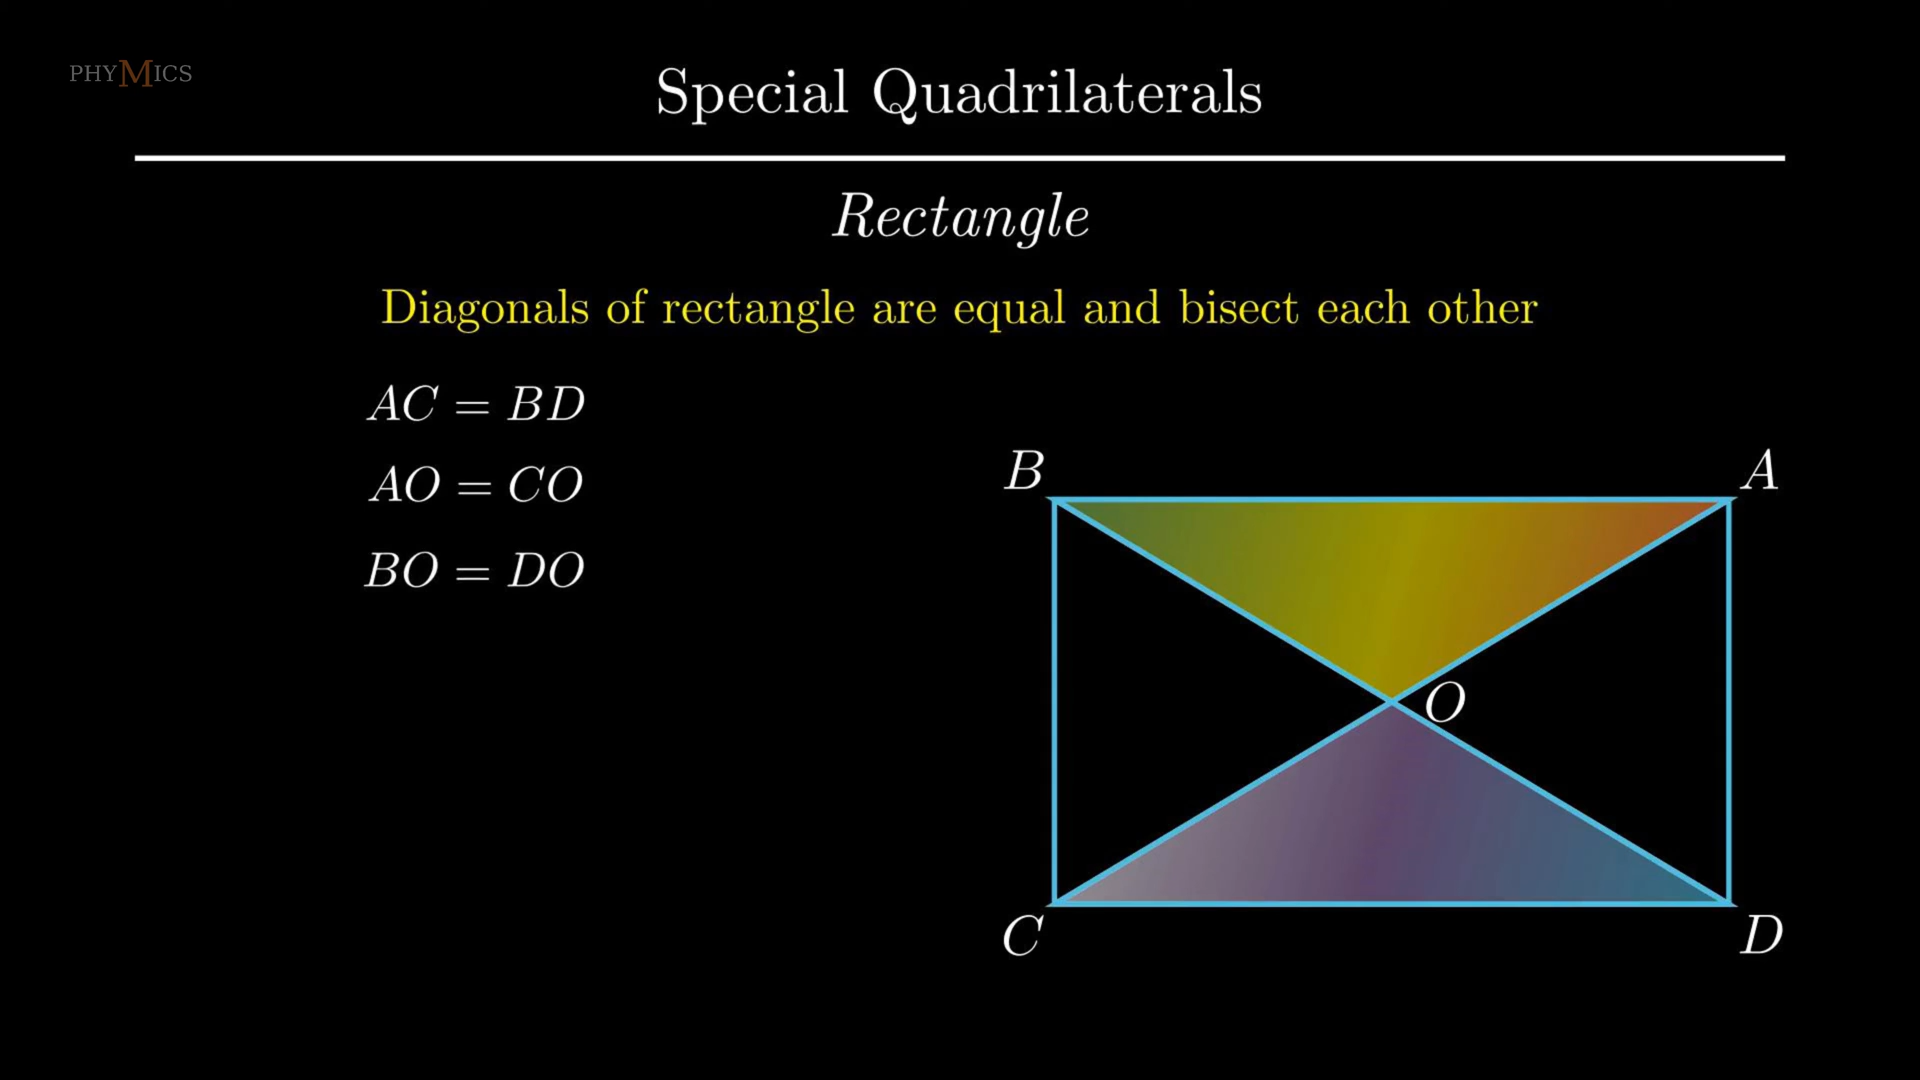 PHYMICS
Special Quadrilaterals
Rectangle
Diagonals of rectangle are equal and bisect each other
AC = BD
AO = CO
BO = DO
B
A
O
C
D